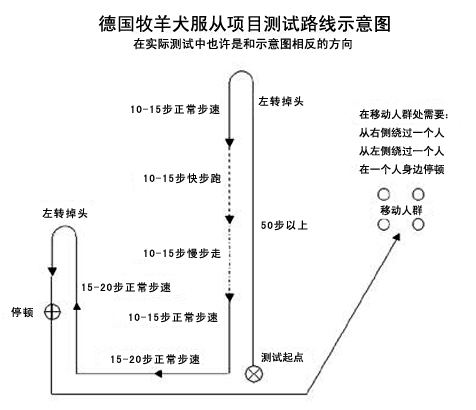 德国牧羊犬服从项目测试路线示意图
在实际测试中也许是和示意图相反的方向
左转掉头
10-15步正常步速
在移动人群处需要:
从右侧绕过一个人
从左侧绕过一个人
在一个人身边停顿
10-15步快步跑
移动人群
左转掉头
50步以上
10-15步慢步走
15-20步正常步速
停顿
10-15步正常步速
15-20步正常步速
测试起点